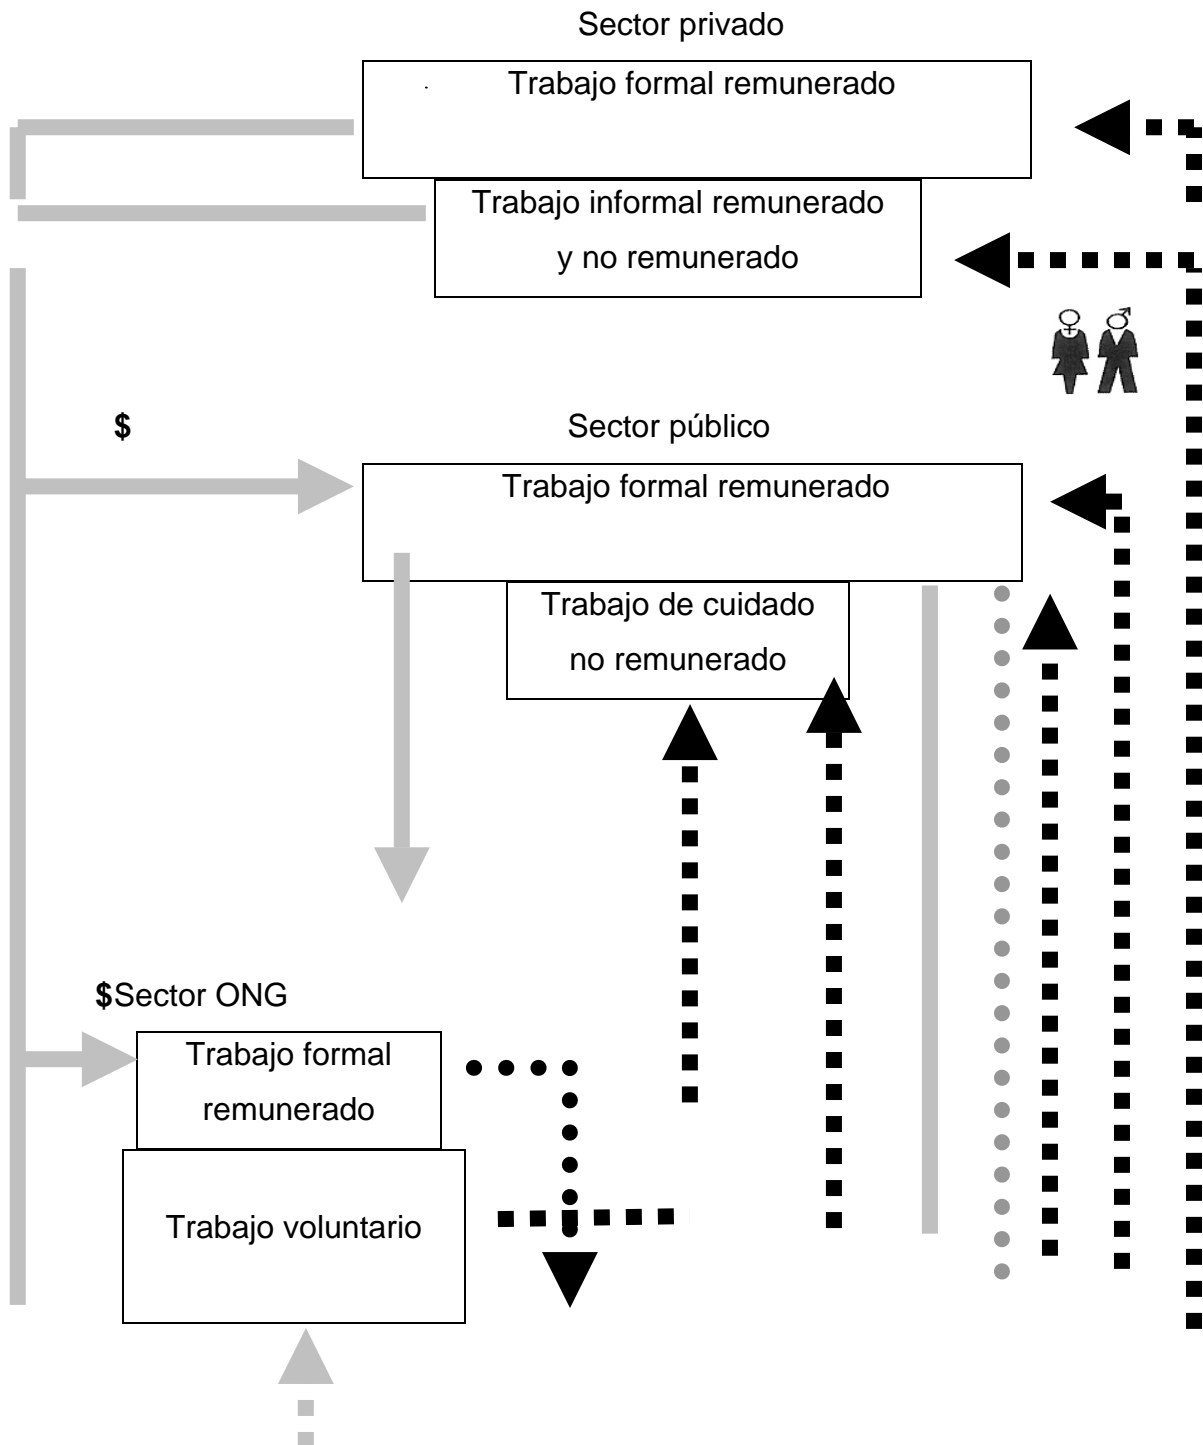 Sector privado
Trabajo formal remunerado
Trabajo informal remunerado
y no remunerado
$
Sector público
Trabajo formal remunerado
Trabajo de cuidado
no remunerado
$Sector ONG
Trabajo formal
remunerado
Trabajo voluntario